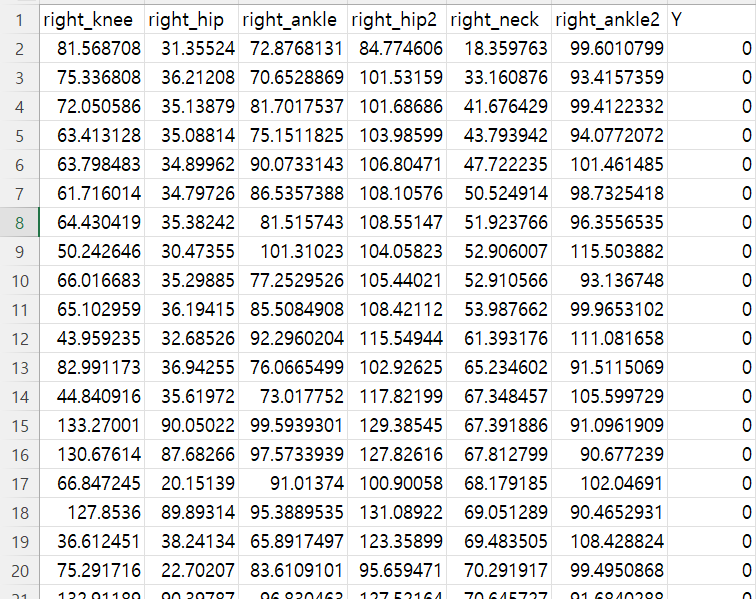 1 right_knee right_hip right_ankle right_hip2 right_neck right_ankle2 Y
2 81.568708 31.35524 72.8768131 84.774606 18.359763 99.6010799 0
3 75.336808 36.21208 70.6528869 101.53159 33.160876 93.4157359 0
4 72.050586 35.13879 81.7017537 101.68686 41.676429 99.4122332 0
5 63.413128 35.08814 75.1511825 103.98599 43.793942 94.0772072 0
6 63.798483 34.89962 90.0733143 106.80471 47.722235 101.461485 0
7 61.716014 34.79726 86.5357388 108.10576 50.524914 98.7325418 0
8 64.430419 35.38242 81.515743 108.55147 51.923766 96.3556535 0
9 50.242646 30.47355 101.31023 104.05823 52.906007 115.503882 0
10 66.016683 35.29885 77.2529526 105.44021 52.910566 93.136748 0
11 65.102959 36.19415 85.5084908 108.42112 53.987662 99.9653102 0
12 43.959235 32.68526 92.2960204 115.54944 61.393176 111.081658 0
13 82.991173 36.94255 76.0665499 102.92625 65.234602 91.5115069 0
14 44.840916 35.61972 73.017752 117.82199 67.348457 105.599729 0
15 133.27001 90.05022 99.5939301 129.38545 67.391886 91.0961909 0
16 130.67614 87.68266 97.5733939 127.82616 67.812799 90.677239 0
17 66.847245 20.15139 91.01374 100.90058 68.179185 102.04691 0
18 127.8536 89.89314 95.3889535 131.08922 69.051289 90.4652931 0
19 36.612451 38.24134 65.8917497 123.35899 69.483505 108.428824 0
20 75.291716 22.70207 83.6109101 95.659471 70.291917 99.4950868 0
21 132.91189 90.39787 96.830463 127.52164 70.645727 91.6840288 0